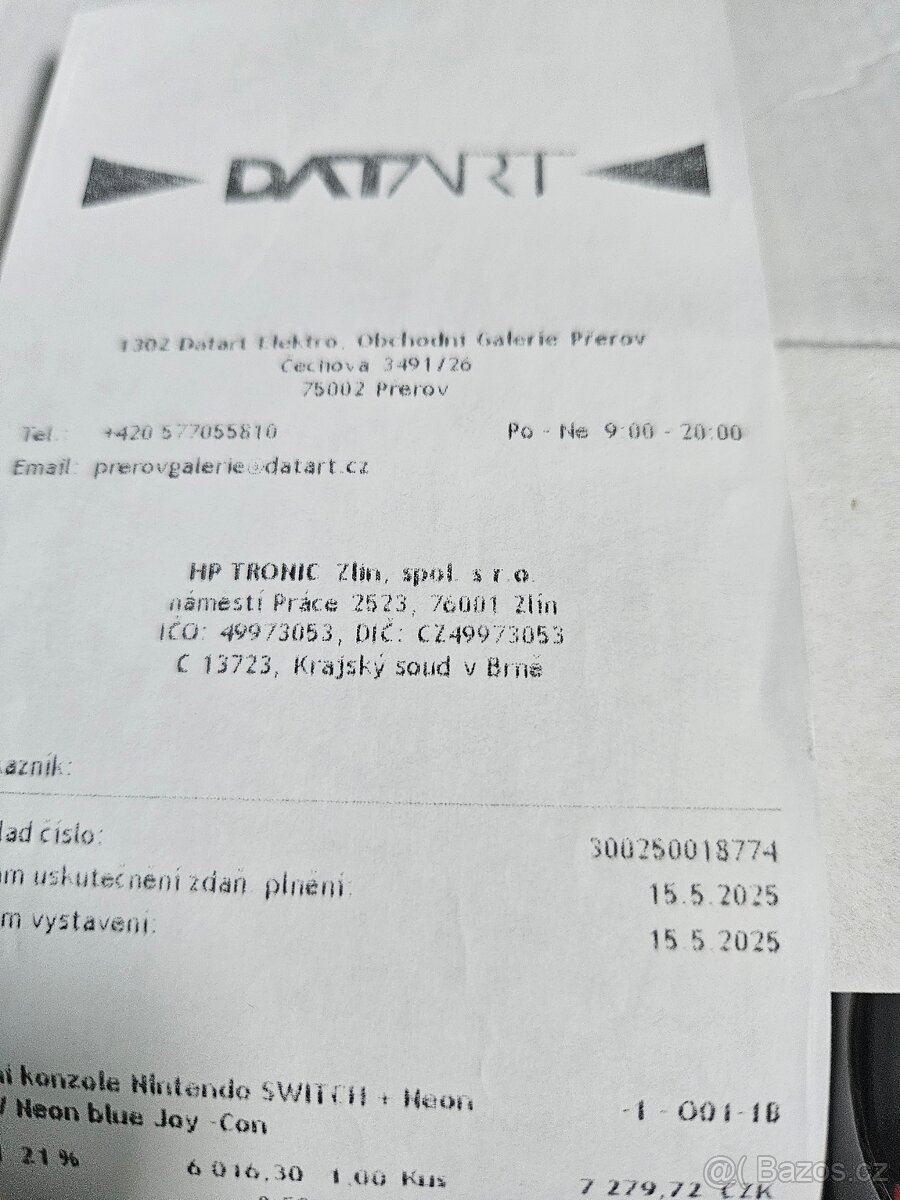 DATART
1302 Datart Elektro, Obchodní Galerie Přerov
Čechova 3491/26
75002 Přerov
Tel.: +420 577055810 Po - Ne 9:00 - 20:00
Email: prerovgalerie@datart.cz
HP TRONIC Zlín, spol. s r.o.
náměstí Práce 2523, 76001 Zlín
IČO: 49973053, DIČ: CZ49973053
C 13723, Krajský soud v Brně
azník:
lad číslo: 300250018774
m uskutečnění zdaň. plnění: 15.5.2025
m vystavení: 15.5.2025
ní konzole Nintendo SWITCH + Neon -1 - O01-1B
/ Neon blue Joy -Con
21 % 6 016,30 1,00 Kus 7 279,72 CZK
@( Bazos.cz